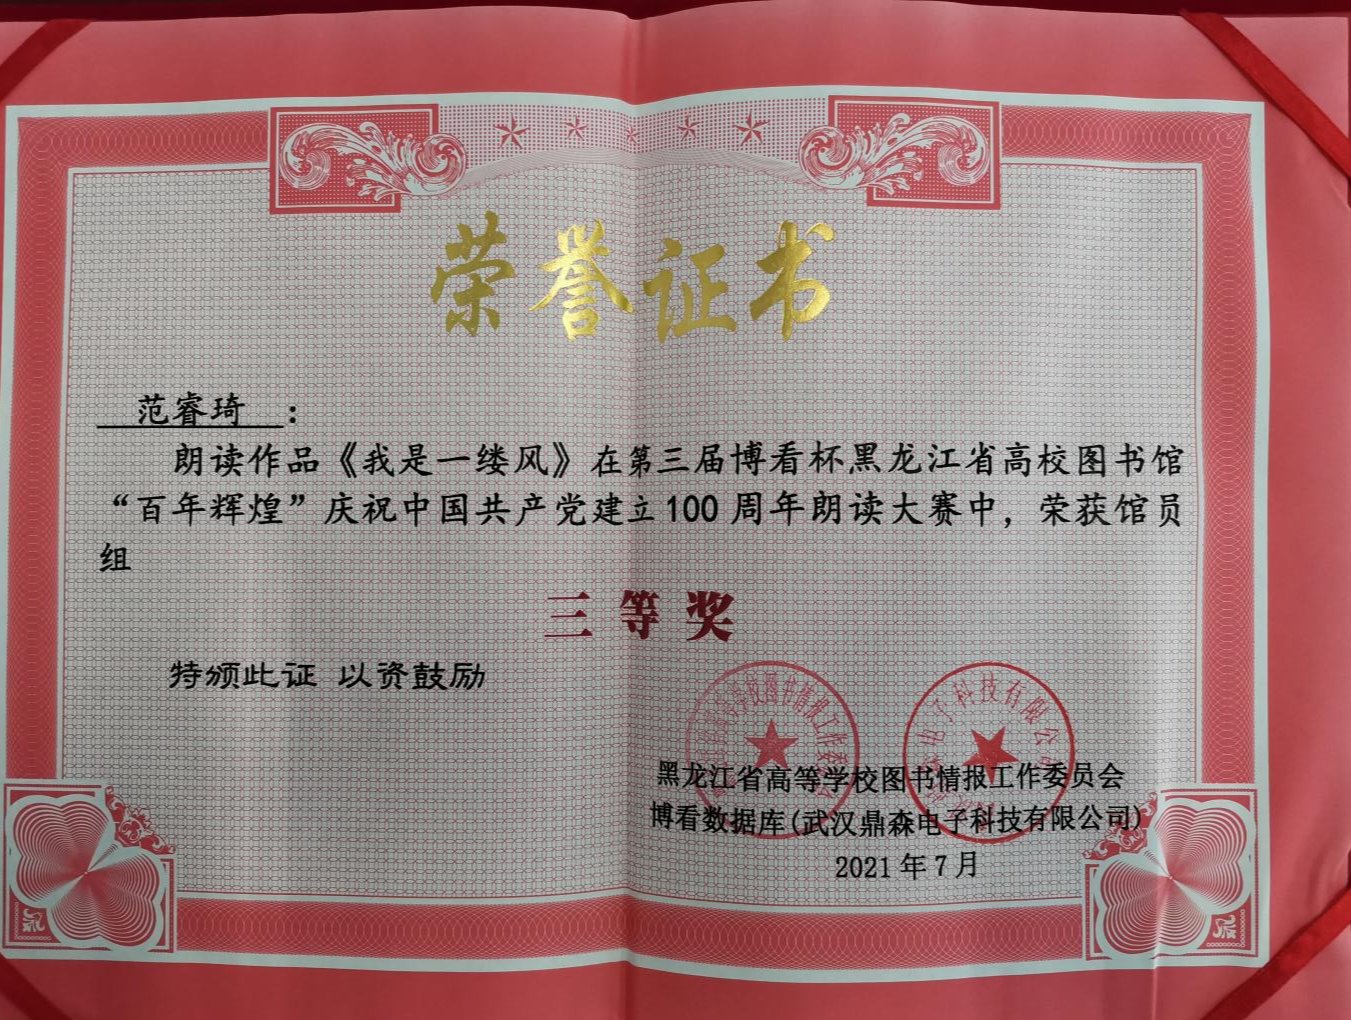 荣誉证书
范睿琦 :
朗读作品《我是一缕风》在第三届博看杯黑龙江省高校图书馆
“百年辉煌”庆祝中国共产党建立100周年朗读大赛中，荣获馆员
组
三等奖
特颁此证 以资鼓励
黑龙江省高等学校图书情报工作委员会
博看数据库(武汉鼎森电子科技有限公司)
2021年7月